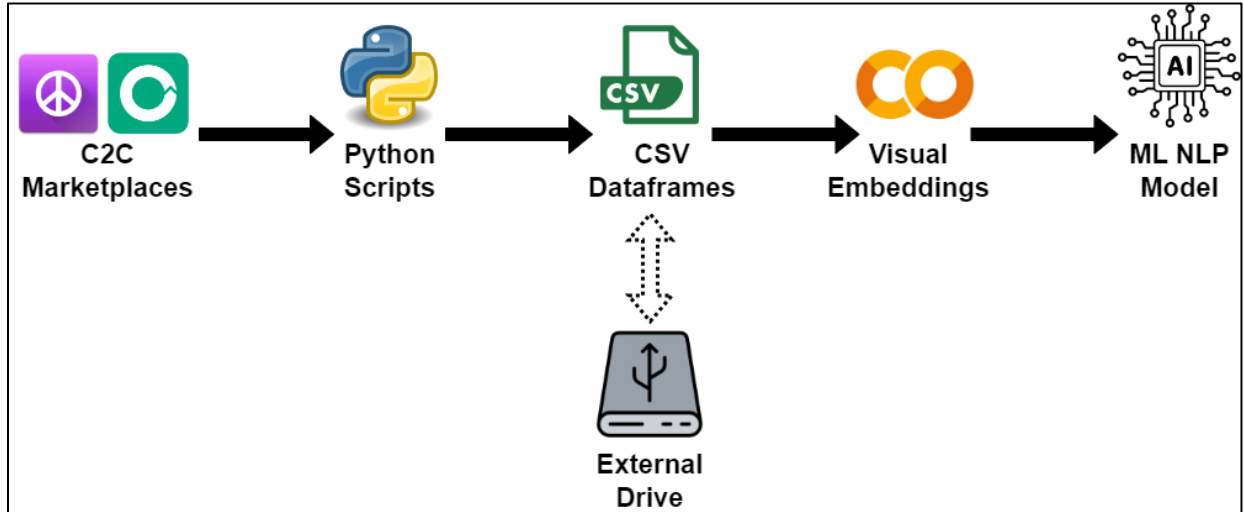 CSV
AI
C2C
Marketplaces
Python
Scripts
CSV
Dataframes
Visual
Embeddings
ML NLP
Model
External
Drive